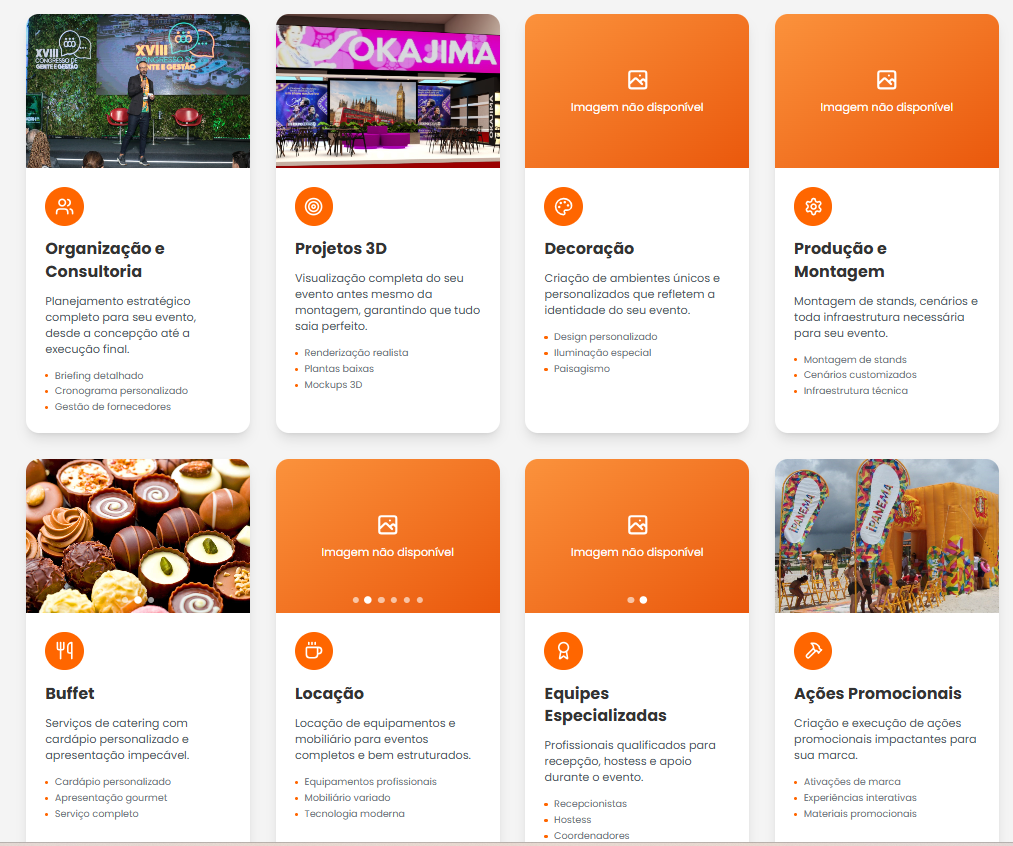 XVIII
CONGRESSO DE
GENTE E GESTÃO
XVIII
CONGRESSO DE
GENTE E GESTÃO
OKAJIMA
OKAJIMA
Imagem não disponível
Imagem não disponível
Organização e
Consultoria
Planejamento estratégico
completo para seu evento,
desde a concepção até a
execução final.
Briefing detalhado
Cronograma personalizado
Gestão de fornecedores
Projetos 3D
Visualização completa do seu
evento antes mesmo da
montagem, garantindo que tudo
saia perfeito.
Renderização realista
Plantas baixas
Mockups 3D
Decoração
Criação de ambientes únicos e
personalizados que refletem a
identidade do seu evento.
Design personalizado
Iluminação especial
Paisagismo
Produção e
Montagem
Montagem de stands, cenários e
toda infraestrutura necessária
para seu evento.
Montagem de stands
Cenários customizados
Infraestrutura técnica
Imagem não disponível
Imagem não disponível
IPANEMA
IPANEMA
Buffet
Serviços de catering com
cardápio personalizado e
apresentação impecável.
Cardápio personalizado
Apresentação gourmet
Serviço completo
Locação
Locação de equipamentos e
mobiliário para eventos
completos e bem estruturados.
Equipamentos profissionais
Mobiliário variado
Tecnologia moderna
Equipes
Especializadas
Profissionais qualificados para
recepção, hostess e apoio
durante o evento.
Recepcionistas
Hostess
Coordenadores
Ações Promocionais
Criação e execução de ações
promocionais impactantes para
sua marca.
Ativações de marca
Experiências interativas
Materiais promocionais